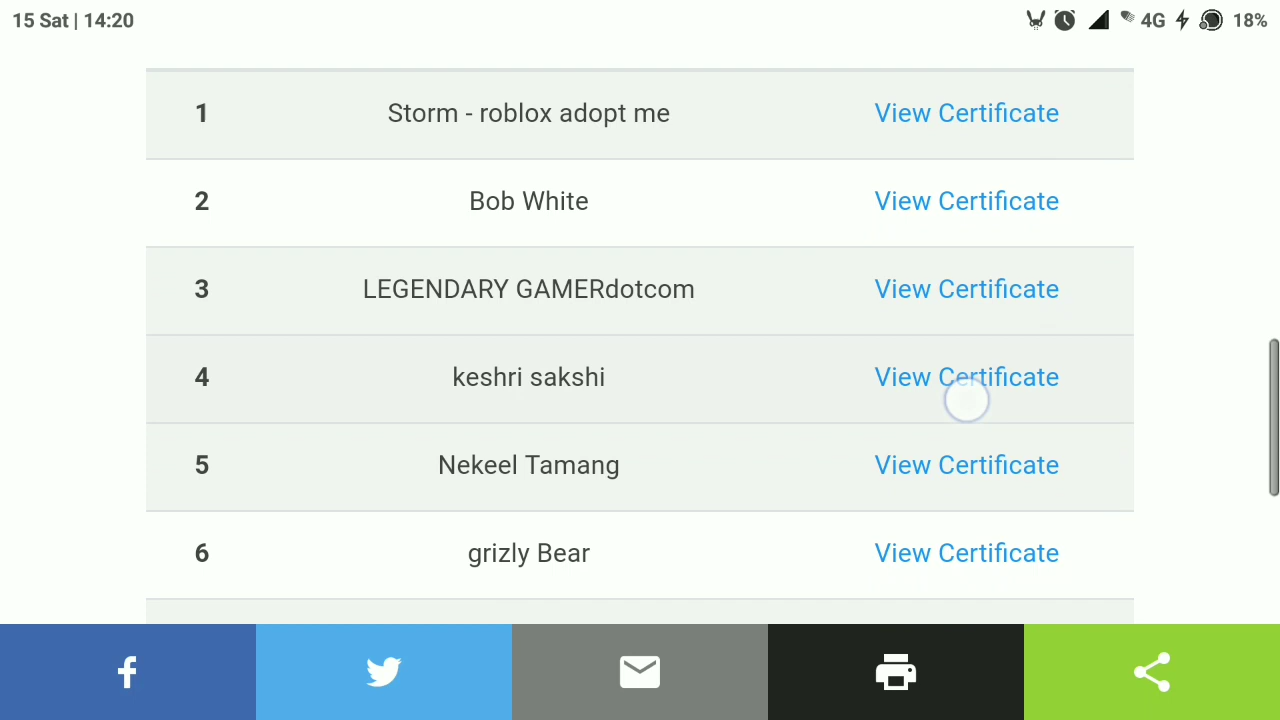 15 Sat | 14:20 4G 18%
1 Storm - roblox adopt me View Certificate
2 Bob White View Certificate
3 LEGENDARY GAMERdotcom View Certificate
4 keshri sakshi View Certificate
5 Nekeel Tamang View Certificate
6 grizly Bear View Certificate